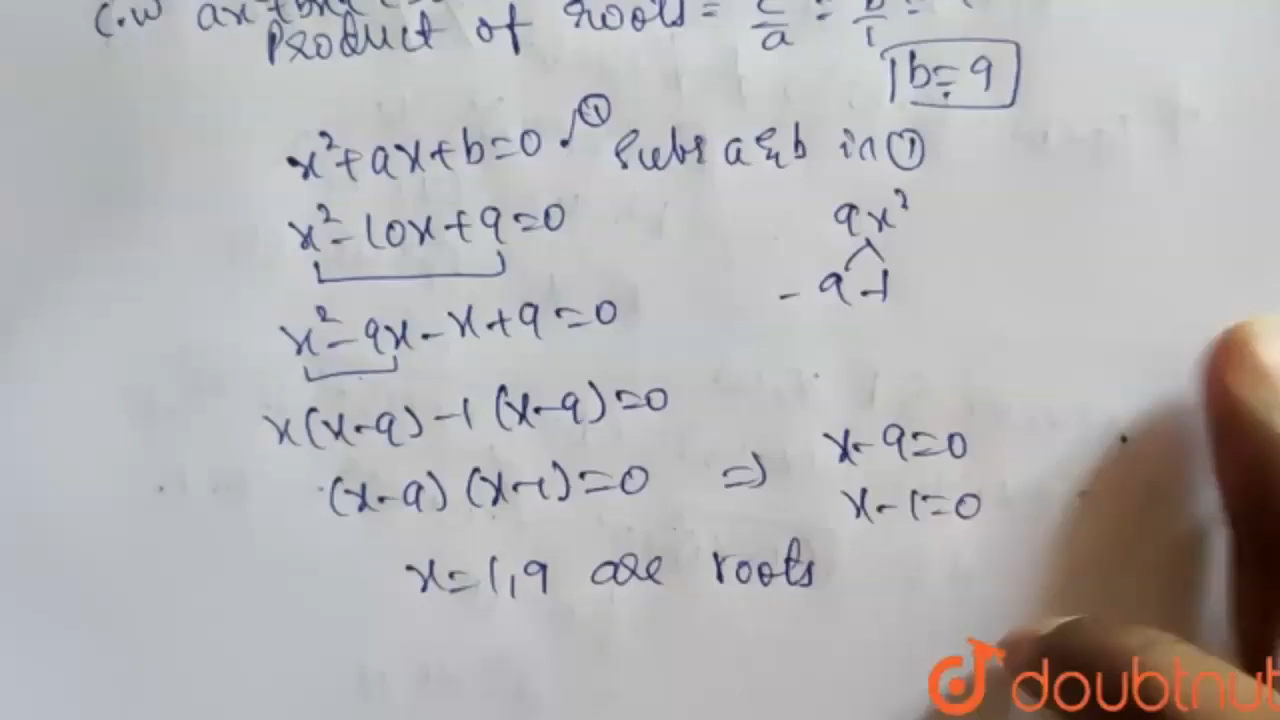 Product of roots = c/a = b/1 =
b=9
x²+ax+b=0 ① Subs a & b in ①
x²-10x+9=0
9x²
-9 -1
x²-9x-x+9=0
x(x-9)-1(x-9)=0
(x-9)(x-1)=0 => x-9=0
x-1=0
x=1,9 are roots
doubtnut